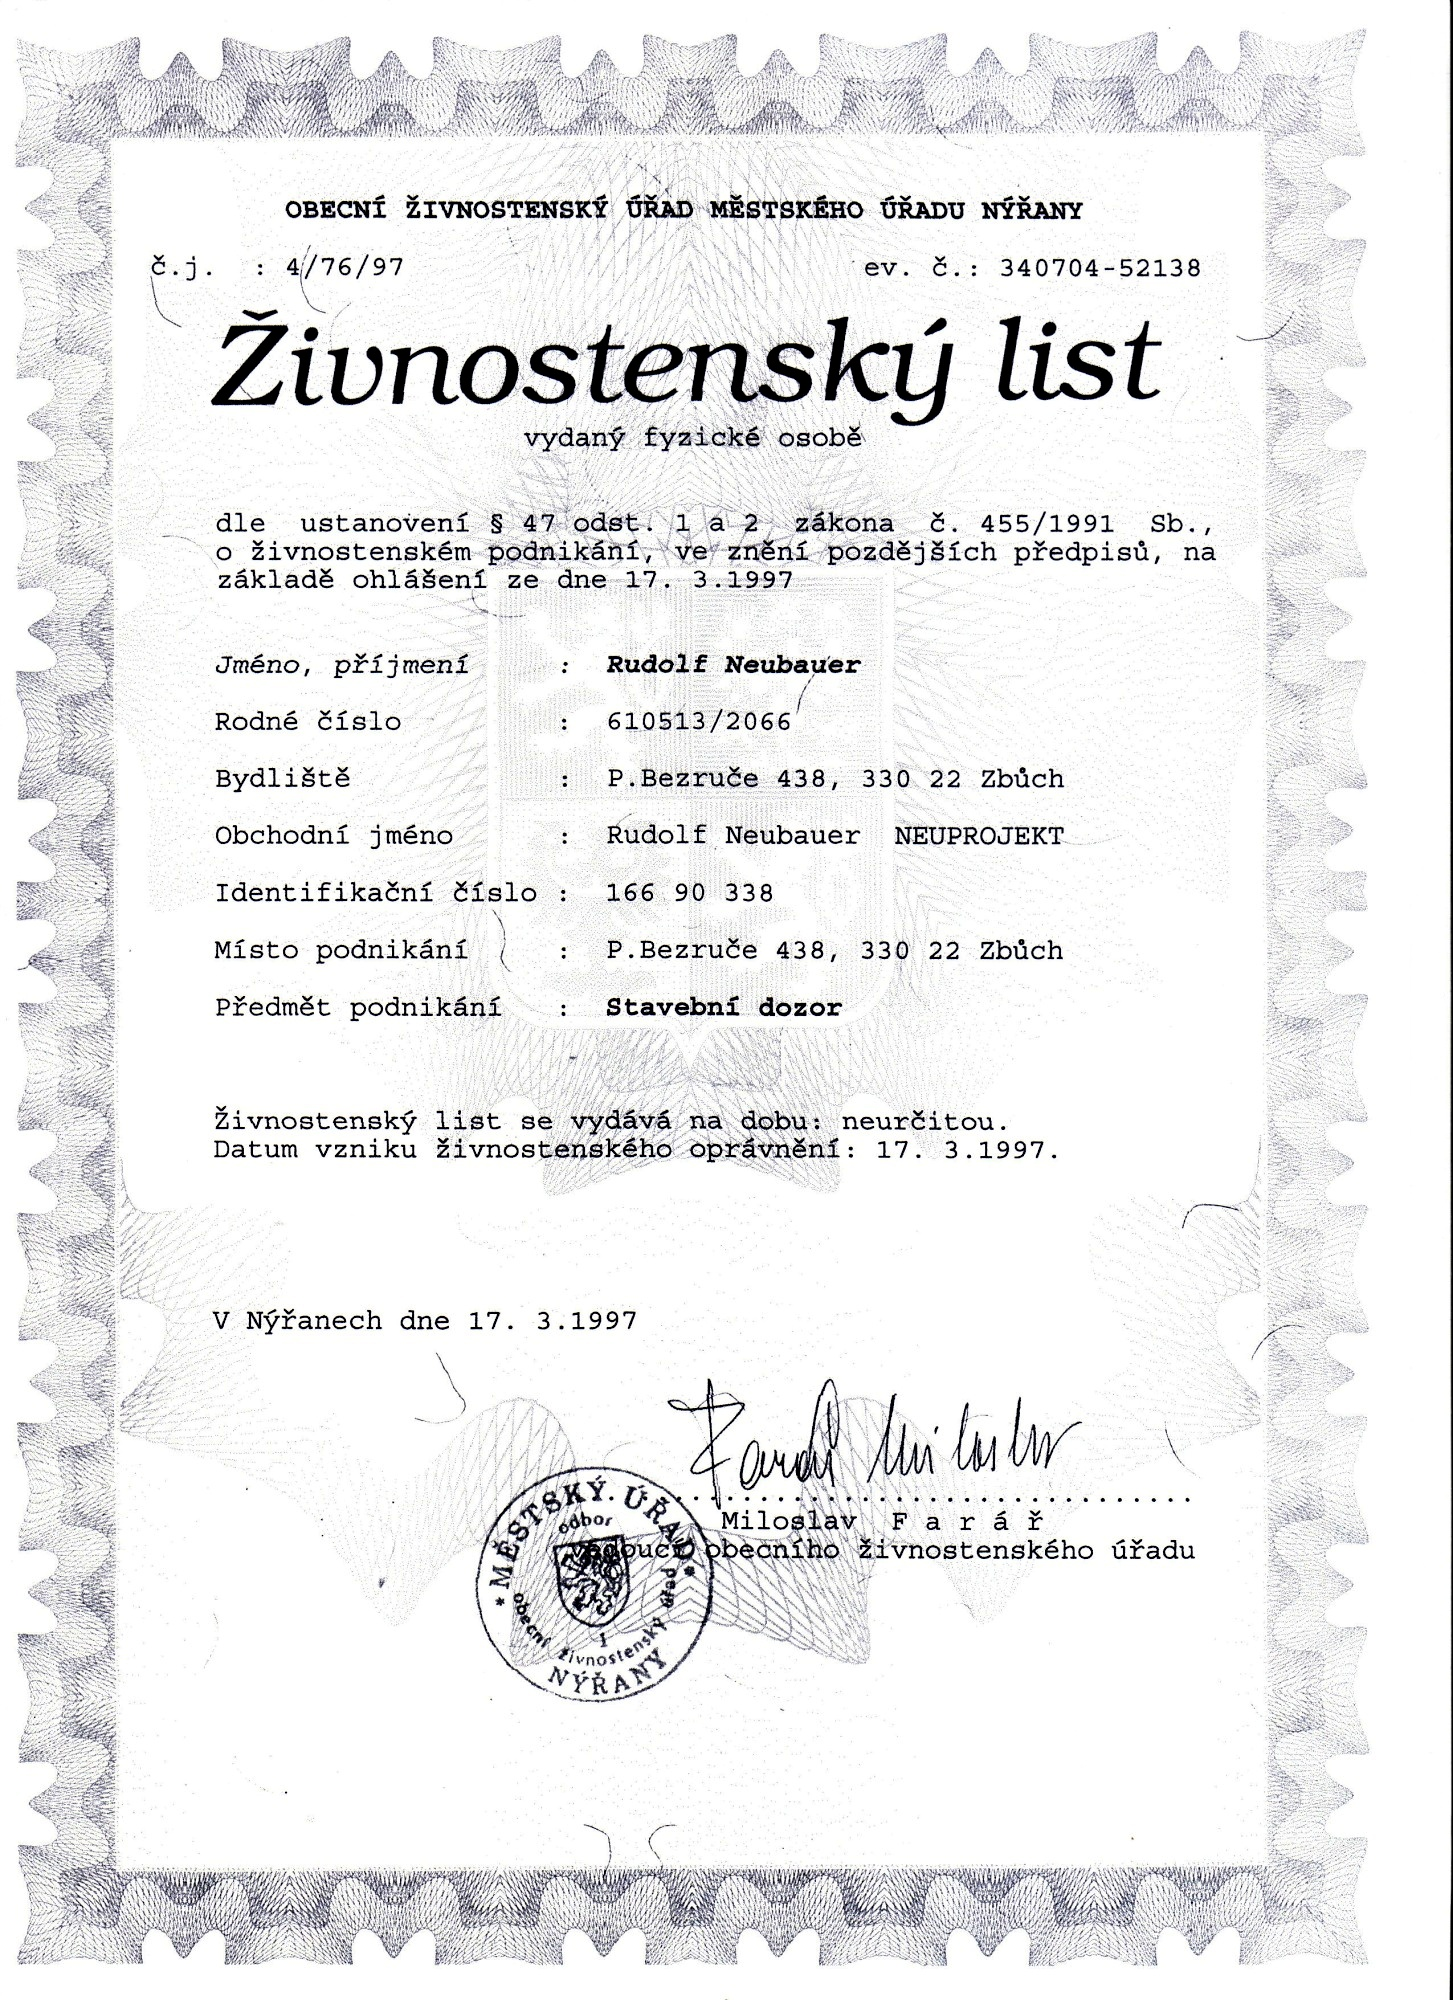 OBECNÍ ŽIVNOSTENSKÝ ÚŘAD MĚSTSKÉHO ÚŘADU NÝŘANY
č.j. : 4/76/97 ev. č.: 340704-52138
Živnostenský list
vydaný fyzické osobě
dle ustanovení § 47 odst. 1 a 2 zákona č. 455/1991 Sb.,
o živnostenském podnikání, ve znění pozdějších předpisů, na
základě ohlášení ze dne 17. 3.1997
Jméno, příjmení : Rudolf Neubauer
Rodné číslo : 610513/2066
Bydliště : P.Bezruče 438, 330 22 Zbůch
Obchodní jméno : Rudolf Neubauer NEUPROJEKT
Identifikační číslo : 166 90 338
Místo podnikání : P.Bezruče 438, 330 22 Zbůch
Předmět podnikání : Stavební dozor
Živnostenský list se vydává na dobu: neurčitou.
Datum vzniku živnostenského oprávnění: 17. 3.1997.
V Nýřanech dne 17. 3.1997
Farář Miloslav
Miloslav F a r á ř
vedoucí obecního živnostenského úřadu
* MĚSTSKÝ ÚŘAD *
odbor
obecní živnostenský úřad
1
NÝŘANY